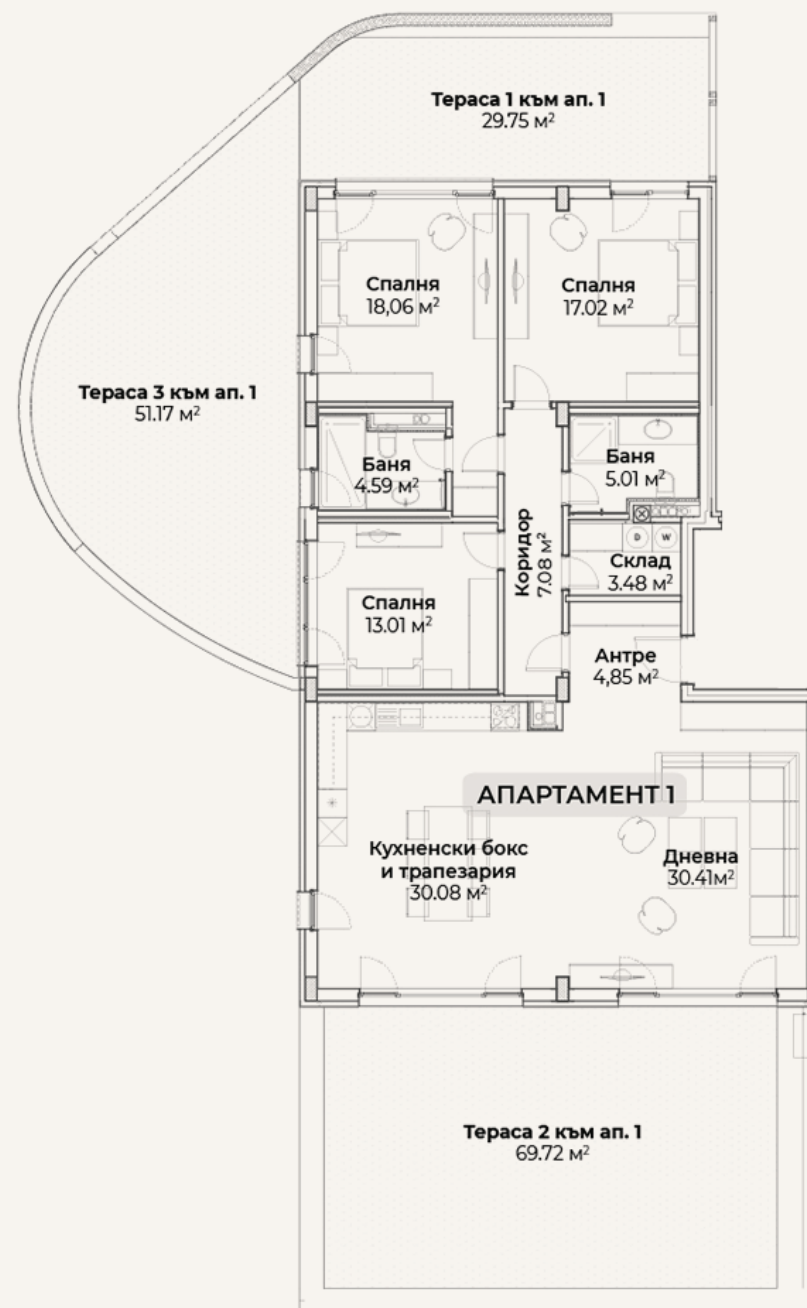 Тераса 1 към ап. 1
29.75 м²
Спалня
18,06 м²
Спалня
17.02 м²
Тераса 3 към ап. 1
51.17 м²
Баня
4.59 м²
Баня
5.01 м²
Коридор
7.08 м²
D W
Склад
3.48 м²
Спалня
13.01 м²
Антре
4,85 м²
АПАРТАМЕНТ 1
Кухненски бокс
и трапезария
30.08 м²
Дневна
30.41м²
Тераса 2 към ап. 1
69.72 м²